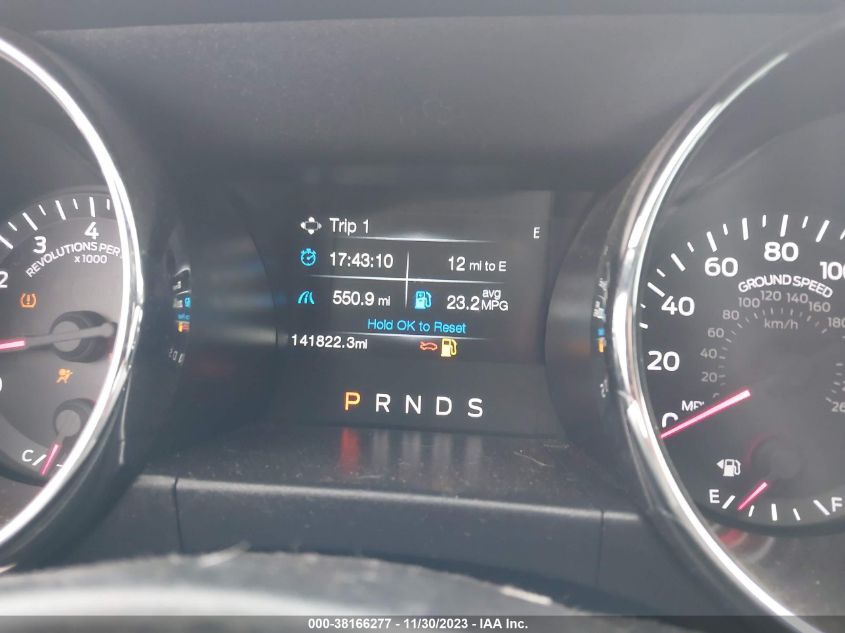 Trip 1
E
17:43:10
12 mi to E
550.9 mi
23.2 avg MPG
Hold OK to Reset
141822.3mi
P R N D S
2 3 4
REVOLUTIONS PER
x 1000
C
20 40 60 80 100
GROUND SPEED
20 40 60 80 100 120 140 160 180
km/h
E F
000-38166277 - 11/30/2023 - IAA Inc.